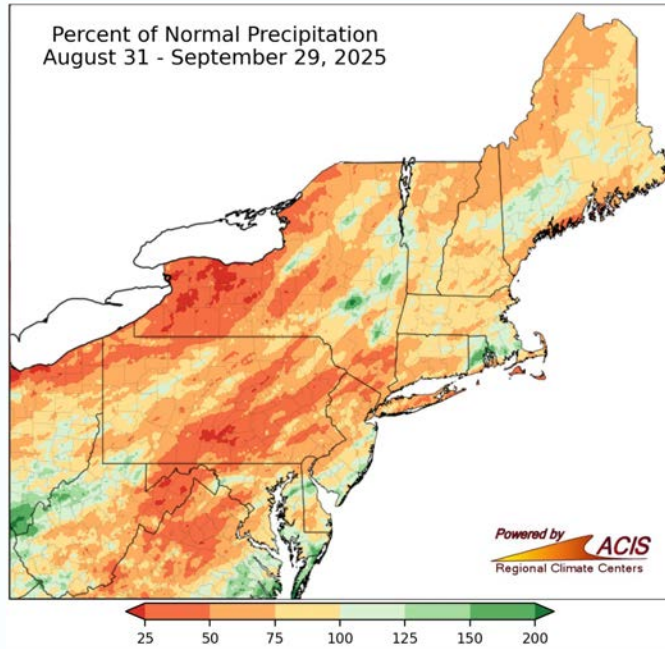 Percent of Normal Precipitation
August 31 - September 29, 2025
Powered by
ACIS
Regional Climate Centers
25 50 75 100 125 150 200